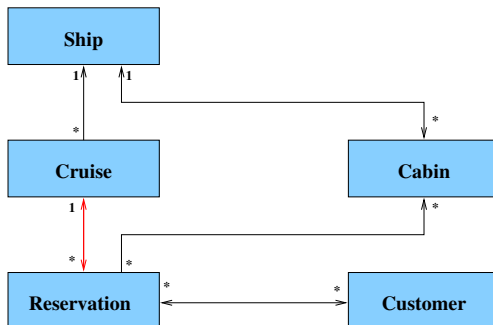 Ship
1 1
* *
Cruise Cabin
1 *
* * * *
Reservation Customer